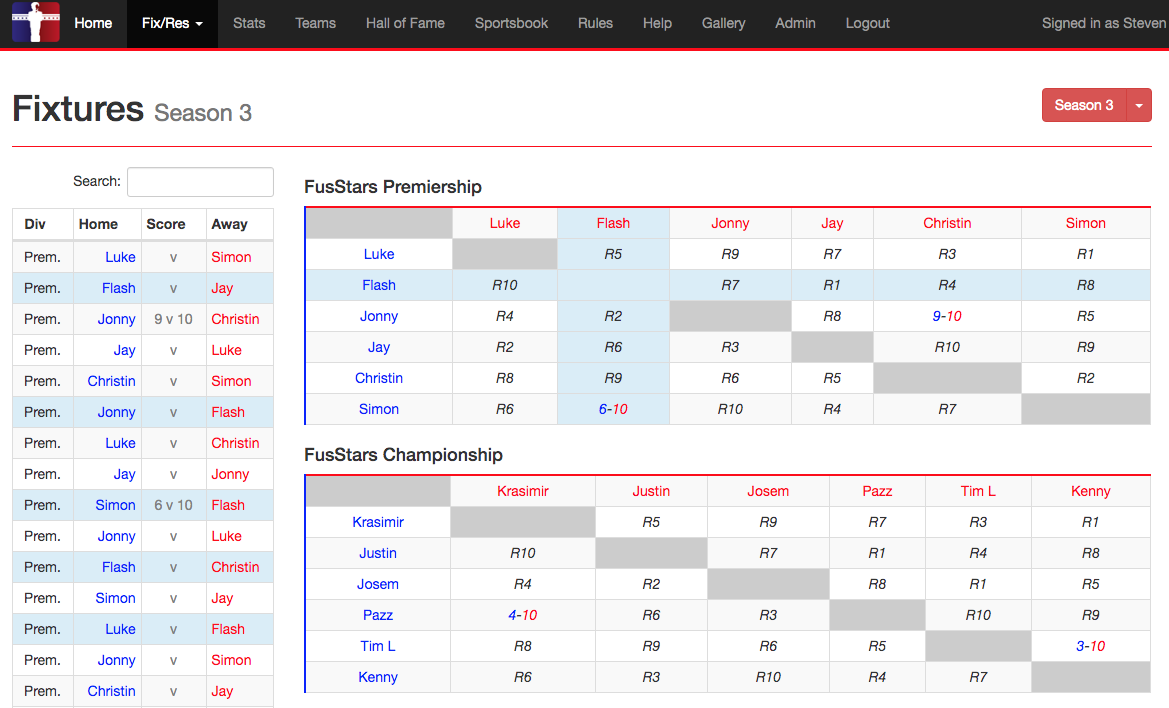 Home Fix/Res Stats Teams Hall of Fame Sportsbook Rules Help Gallery Admin Logout Signed in as Steven
Fixtures Season 3
Season 3
Search:
Div Home Score Away
Prem. Luke v Simon
Prem. Flash v Jay
Prem. Jonny 9 v 10 Christin
Prem. Jay v Luke
Prem. Christin v Simon
Prem. Jonny v Flash
Prem. Luke v Christin
Prem. Jay v Jonny
Prem. Simon 6 v 10 Flash
Prem. Jonny v Luke
Prem. Flash v Christin
Prem. Simon v Jay
Prem. Luke v Flash
Prem. Jonny v Simon
Prem. Christin v Jay
FusStars Premiership
Luke Flash Jonny Jay Christin Simon
Luke R5 R9 R7 R3 R1
Flash R10 R7 R1 R4 R8
Jonny R4 R2 R8 9-10 R5
Jay R2 R6 R3 R10 R9
Christin R8 R9 R6 R5 R2
Simon R6 6-10 R10 R4 R7
FusStars Championship
Krasimir Justin Josem Pazz Tim L Kenny
Krasimir R5 R9 R7 R3 R1
Justin R10 R7 R1 R4 R8
Josem R4 R2 R8 R1 R5
Pazz 4-10 R6 R3 R10 R9
Tim L R8 R9 R6 R5 3-10
Kenny R6 R3 R10 R4 R7